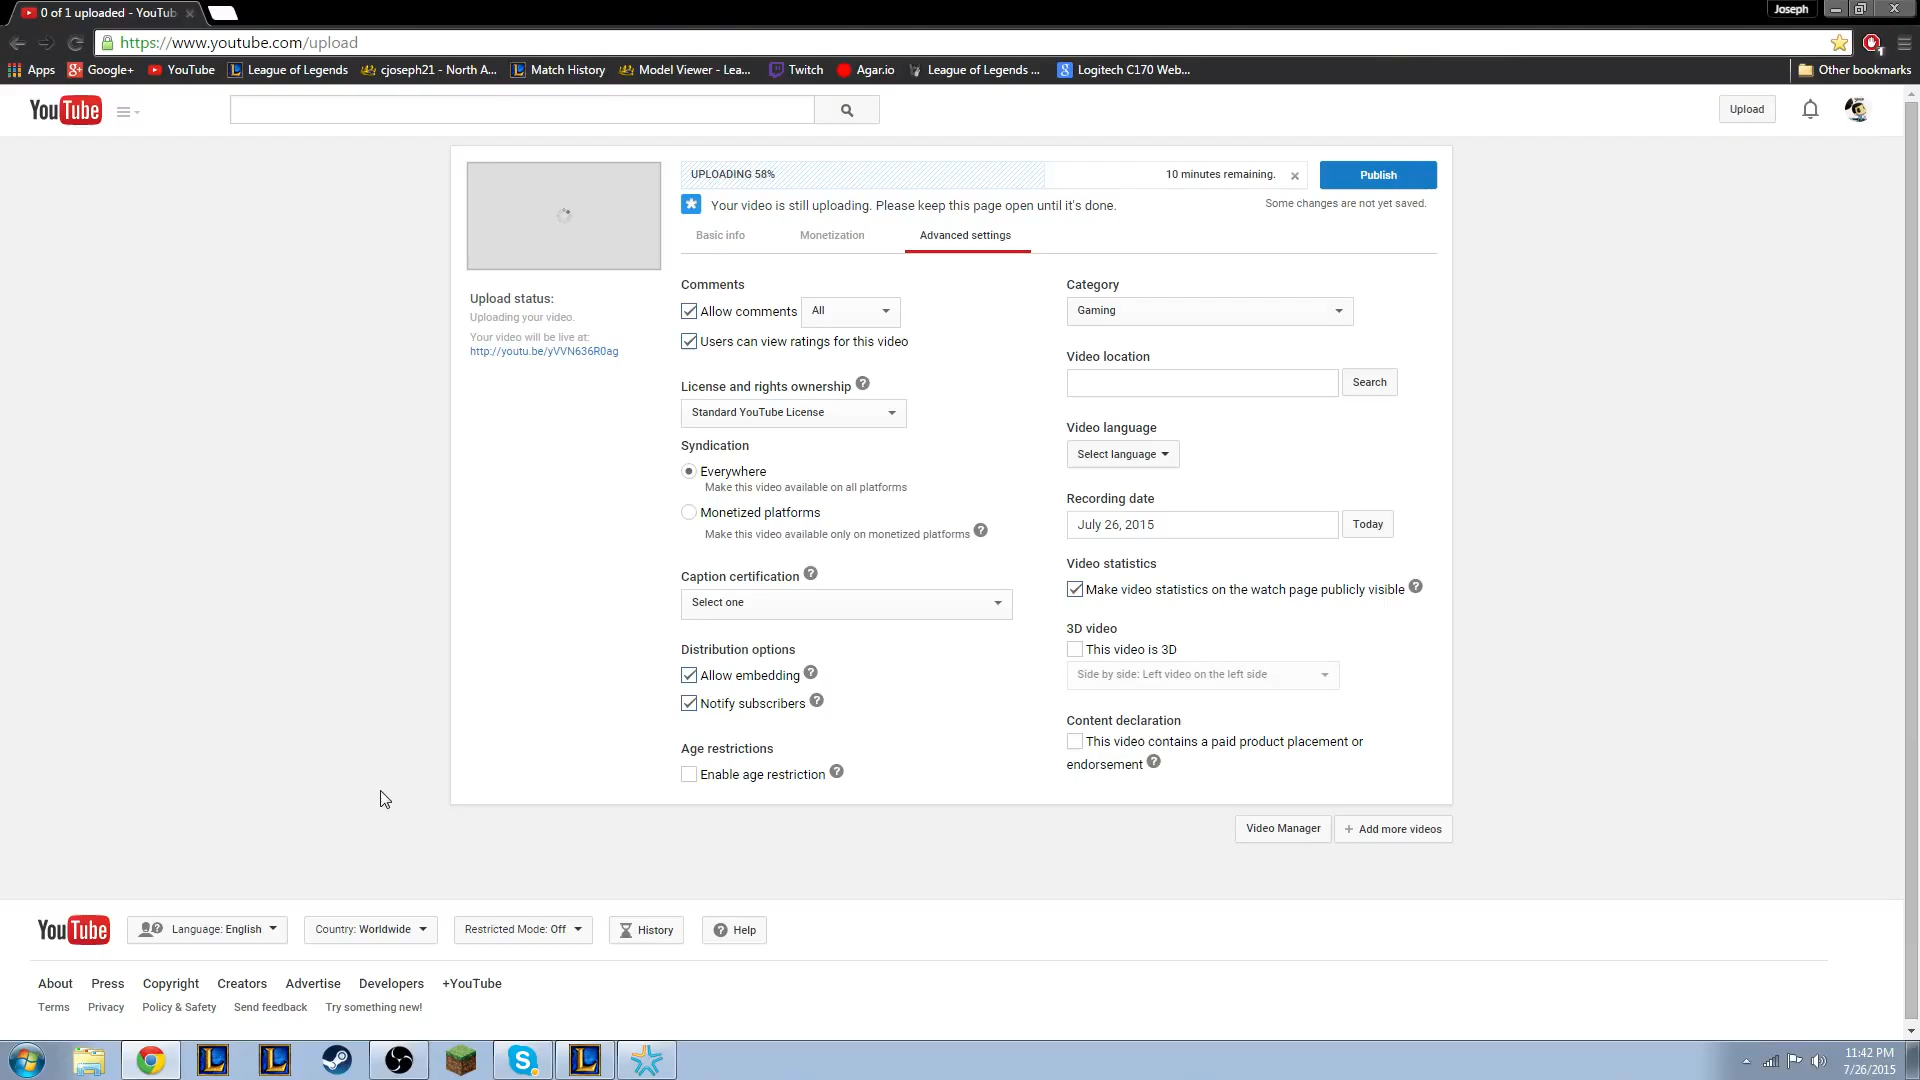 0 of 1 uploaded - YouTub
Joseph
https://www.youtube.com/upload
Apps
Google+
YouTube
League of Legends
cjoseph21 - North A...
Match History
Model Viewer - Lea...
Twitch
Agar.io
League of Legends ...
Logitech C170 Web...
Other bookmarks
YouTube
Upload
UPLOADING 58%
10 minutes remaining.
Publish
Your video is still uploading. Please keep this page open until it's done.
Some changes are not yet saved.
Basic info
Monetization
Advanced settings
Upload status:
Uploading your video.
Your video will be live at:
http://youtu.be/yVVN636R0ag
Comments
Allow comments
All
Users can view ratings for this video
License and rights ownership
Standard YouTube License
Syndication
Everywhere
Make this video available on all platforms
Monetized platforms
Make this video available only on monetized platforms
Caption certification
Select one
Distribution options
Allow embedding
Notify subscribers
Age restrictions
Enable age restriction
Category
Gaming
Video location
Search
Video language
Select language
Recording date
July 26, 2015
Today
Video statistics
Make video statistics on the watch page publicly visible
3D video
This video is 3D
Side by side: Left video on the left side
Content declaration
This video contains a paid product placement or
endorsement
Video Manager
+ Add more videos
YouTube
Language: English
Country: Worldwide
Restricted Mode: Off
History
Help
About
Press
Copyright
Creators
Advertise
Developers
+YouTube
Terms
Privacy
Policy & Safety
Send feedback
Try something new!
11:42 PM
7/26/2015